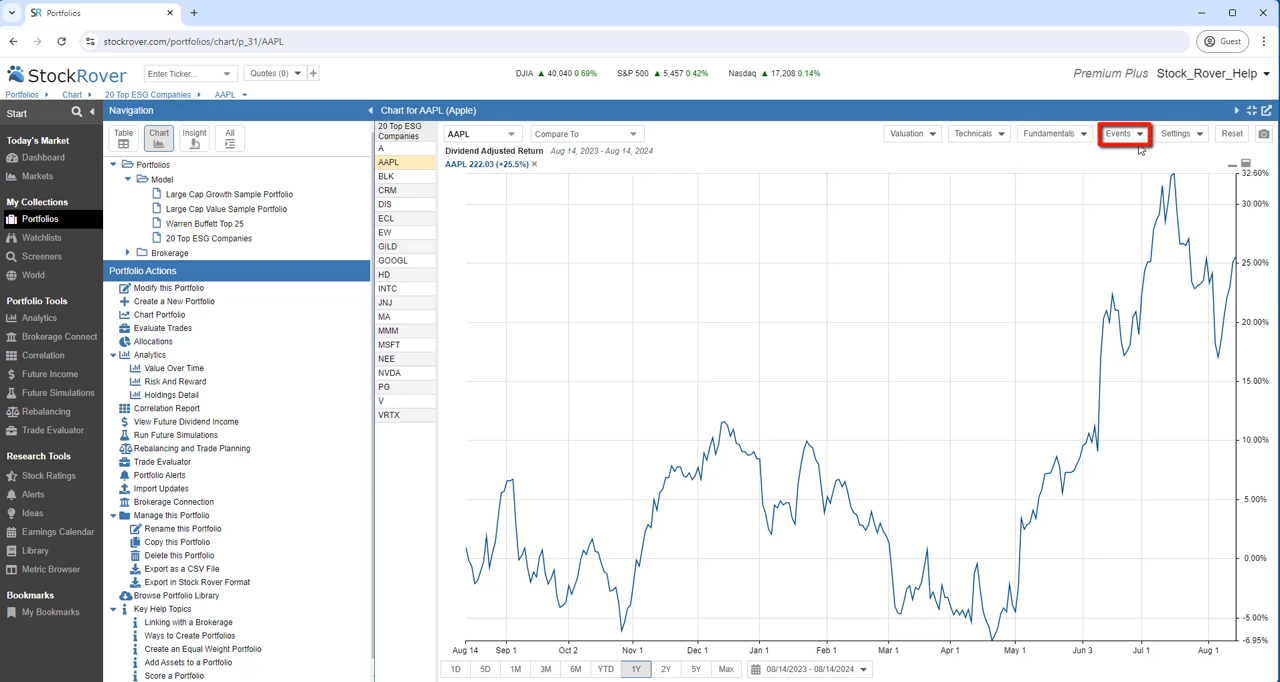 SR Portfolios
stockrover.com/portfolios/chart/p_31/AAPL
Guest
StockRover
Enter Ticker...
Quotes (0)
DJIA ▲ 40,040 0.69%
S&P 500 ▲ 5,457 0.42%
Nasdaq ▲ 17,208 0.14%
Premium Plus
Stock_Rover_Help
Portfolios
Chart
20 Top ESG Companies
AAPL
Start
Today's Market
Dashboard
Markets
My Collections
Portfolios
Watchlists
Screeners
World
Portfolio Tools
Analytics
Brokerage Connect
Correlation
Future Income
Future Simulations
Rebalancing
Trade Evaluator
Research Tools
Stock Ratings
Alerts
Ideas
Earnings Calendar
Library
Metric Browser
Bookmarks
My Bookmarks
Navigation
Table
Chart
Insight
All
Portfolios
Model
Large Cap Growth Sample Portfolio
Large Cap Value Sample Portfolio
Warren Buffett Top 25
20 Top ESG Companies
Brokerage
Portfolio Actions
Modify this Portfolio
Create a New Portfolio
Chart Portfolio
Evaluate Trades
Allocations
Analytics
Value Over Time
Risk And Reward
Holdings Detail
Correlation Report
View Future Dividend Income
Run Future Simulations
Rebalancing and Trade Planning
Trade Evaluator
Portfolio Alerts
Import Updates
Brokerage Connection
Manage this Portfolio
Rename this Portfolio
Copy this Portfolio
Delete this Portfolio
Export as a CSV File
Export in Stock Rover Format
Browse Portfolio Library
Key Help Topics
Linking with a Brokerage
Ways to Create Portfolios
Create an Equal Weight Portfolio
Add Assets to a Portfolio
Score a Portfolio
Chart for AAPL (Apple)
20 Top ESG
Companies
A
AAPL
BLK
CRM
DIS
ECL
EW
GILD
GOOGL
HD
INTC
JNJ
MA
MMM
MSFT
NEE
NVDA
PG
V
VRTX
AAPL
Compare To
Valuation
Technicals
Fundamentals
Events
Settings
Reset
Dividend Adjusted Return Aug 14, 2023 - Aug 14, 2024
AAPL 222.03 (+25.5%)
32.60%
30.00%
25.00%
20.00%
15.00%
10.00%
5.00%
0.00%
-5.00%
-6.95%
Aug 14
Sep 1
Oct 2
Nov 1
Dec 1
Jan 1
Feb 1
Mar 1
Apr 1
May 1
Jun 3
Jul 1
Aug 1
1D
5D
1M
3M
6M
YTD
1Y
2Y
5Y
Max
08/14/2023 - 08/14/2024